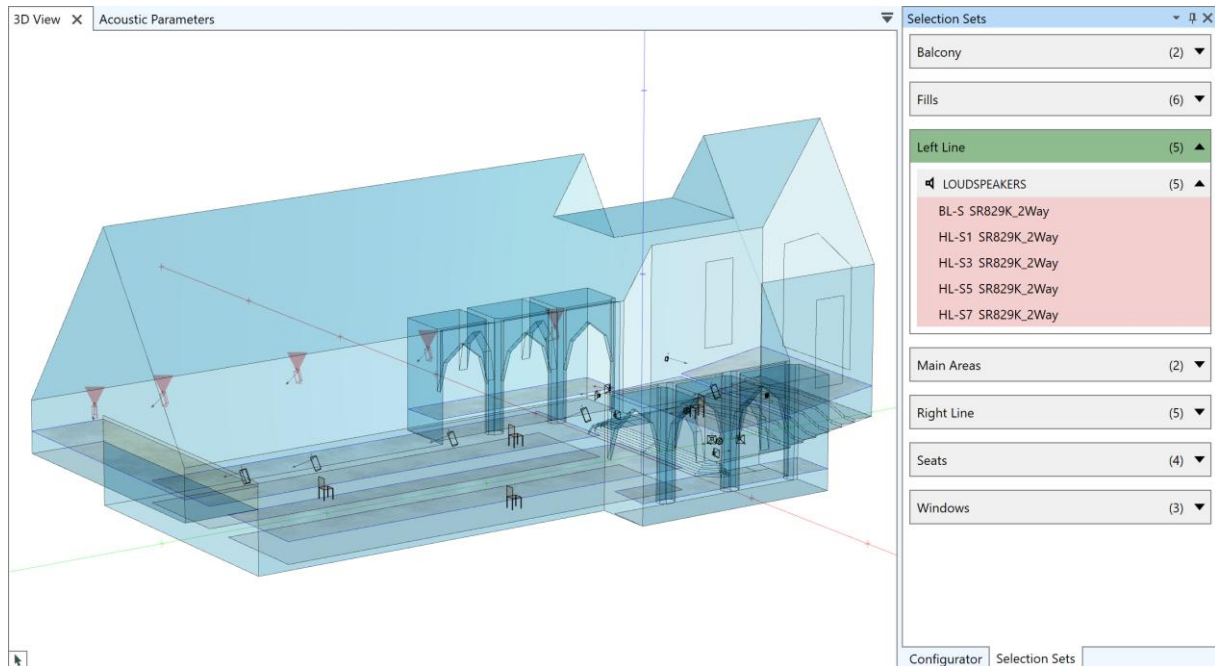 3D View
Acoustic Parameters
Selection Sets
Balcony (2)
Fills (6)
Left Line (5)
LOUDSPEAKERS (5)
BL-S SR829K_2Way
HL-S1 SR829K_2Way
HL-S3 SR829K_2Way
HL-S5 SR829K_2Way
HL-S7 SR829K_2Way
Main Areas (2)
Right Line (5)
Seats (4)
Windows (3)
Configurator
Selection Sets